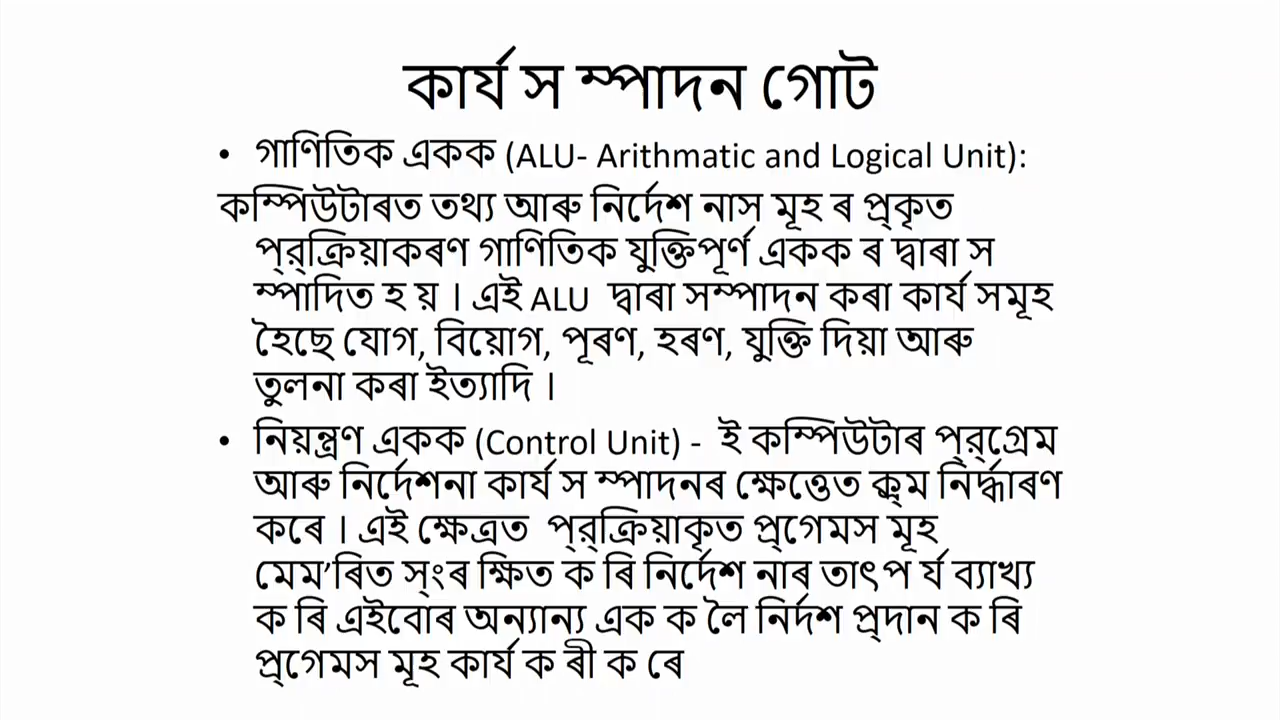 কাৰ্য স ম্পাদন গোট
• গাণিতিক একক (ALU- Arithmatic and Logical Unit):
কম্পিউটাৰত তথ্য আৰু নিৰ্দেশ নাস মূহ ৰ প্ৰ্কৃত
প্ৰ্ক্ৰিয়াকৰণ গাণিতিক যুক্তিপূৰ্ণ একক ৰ দ্বাৰা স
ম্পাদিত হ য় । এই ALU দ্বাৰা সম্পাদন কৰা কাৰ্য সমূহ
হৈছে যোগ, বিয়োগ, পূৰণ, হৰণ, যুক্তি দিয়া আৰু
তুলনা কৰা ইত্যাদি ।
• নিয়ন্ত্ৰণ একক (Control Unit) - ই কম্পিউটাৰ প্ৰ্গ্ৰেম
আৰু নিৰ্দেশনা কাৰ্য স ম্পাদনৰ ক্ষেত্তেত ক্ৰ্ম নিৰ্দ্ধাৰণ
কৰে । এই ক্ষেত্ৰত প্ৰ্ক্ৰিয়াকৃত প্ৰ্গেমস মূহ
মেম’ৰিত স্ংৰ ক্ষিত ক ৰি নিৰ্দেশ নাৰ তাৎপ ৰ্য ব্যাখ্য
ক ৰি এইবোৰ অন্যান্য এক ক লৈ নিৰ্দশ প্ৰ্দান ক ৰি
প্ৰ্গেমস মূহ কাৰ্য ক ৰী ক ৰে